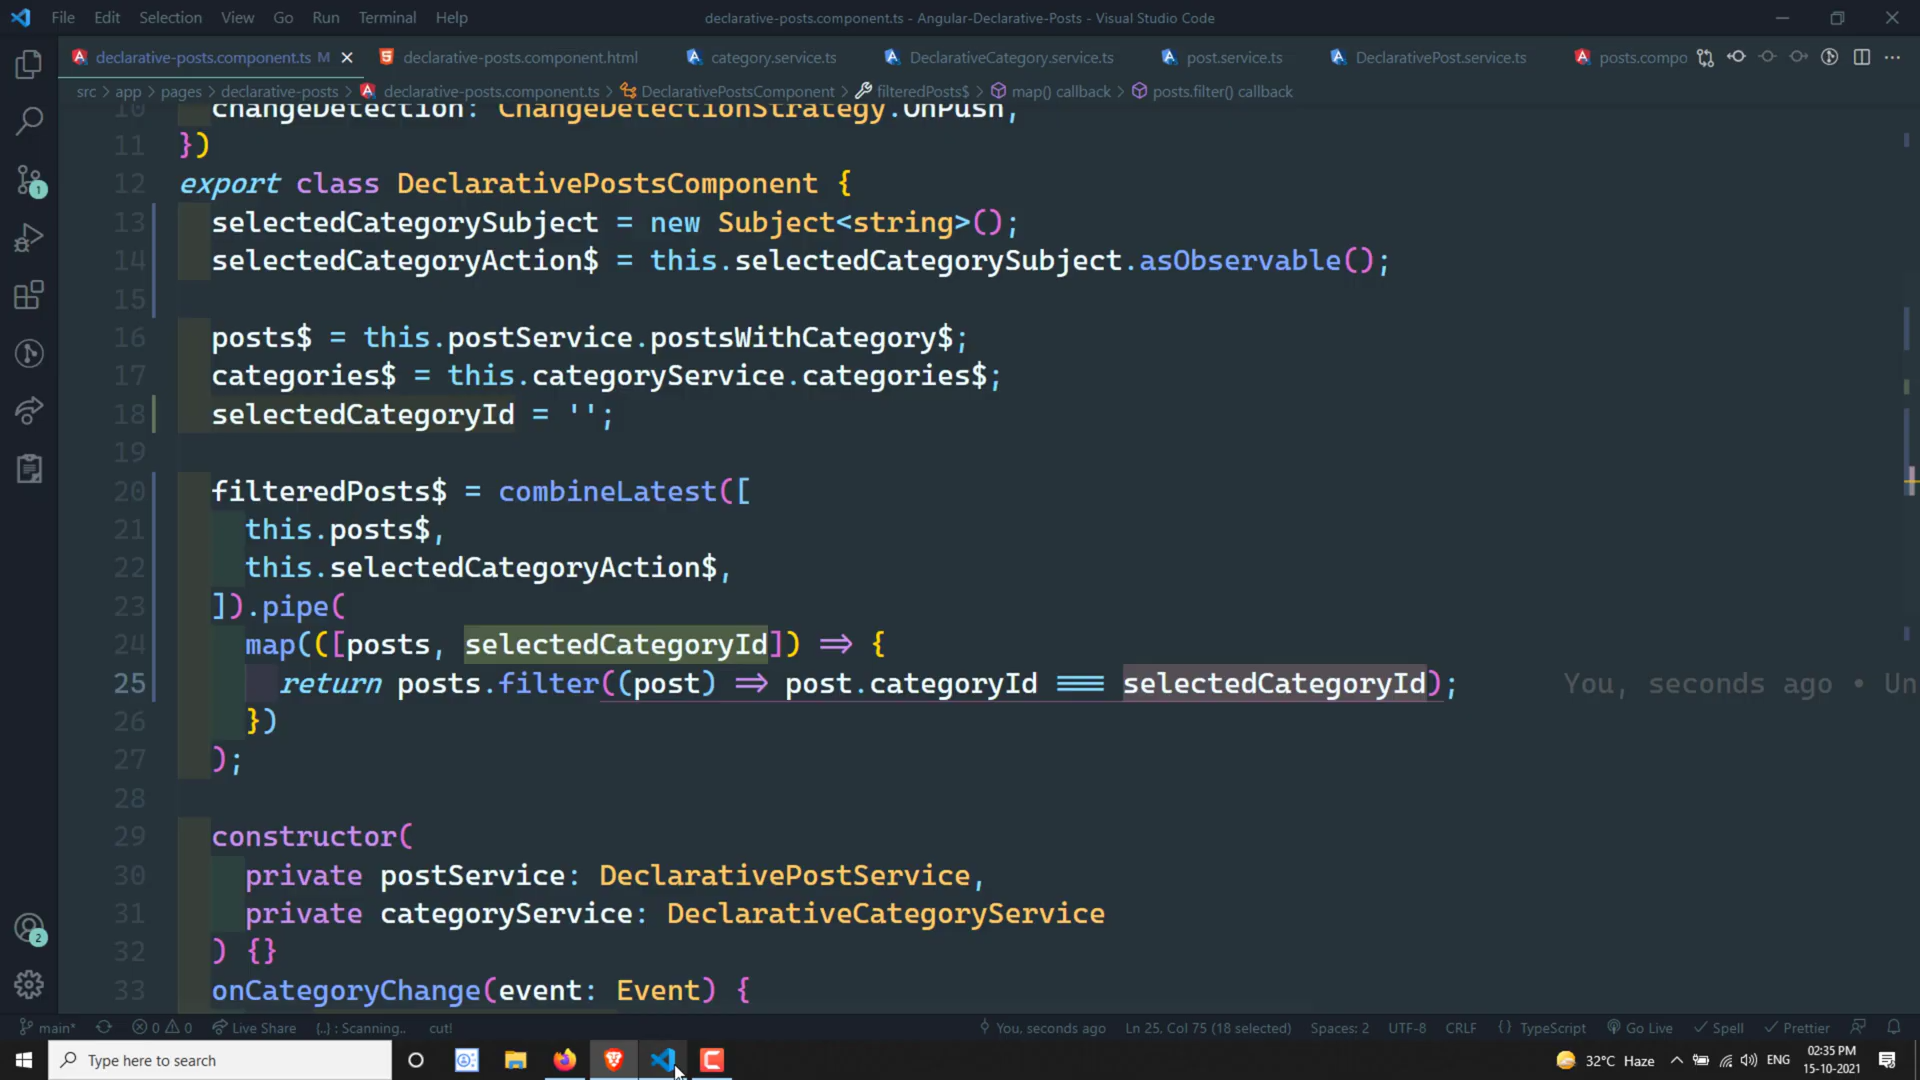 File Edit Selection View Go Run Terminal Help declarative-posts.component.ts - Angular-Declarative-Posts - Visual Studio Code
declarative-posts.component.ts M declarative-posts.component.html category.service.ts DeclarativeCategory.service.ts post.service.ts DeclarativePost.service.ts posts.compo
src > app > pages > declarative-posts > declarative-posts.component.ts > DeclarativePostsComponent > filteredPosts$ > map() callback > posts.filter() callback
10 changeDetection: ChangeDetectionStrategy.OnPush,
11 })
12 export class DeclarativePostsComponent {
13 selectedCategorySubject = new Subject<string>();
14 selectedCategoryAction$ = this.selectedCategorySubject.asObservable();
15
16 posts$ = this.postService.postsWithCategory$;
17 categories$ = this.categoryService.categories$;
18 selectedCategoryId = '';
19
20 filteredPosts$ = combineLatest([
21 this.posts$,
22 this.selectedCategoryAction$,
23 ]).pipe(
24 map(([posts, selectedCategoryId]) => {
25 return posts.filter((post) => post.categoryId === selectedCategoryId); You, seconds ago • Un
26 })
27 );
28
29 constructor(
30 private postService: DeclarativePostService,
31 private categoryService: DeclarativeCategoryService
32 ) {}
33 onCategoryChange(event: Event) {
1
2
main* 0 0 Live Share {..} : Scanning.. cut! You, seconds ago Ln 25, Col 75 (18 selected) Spaces: 2 UTF-8 CRLF {} TypeScript Go Live Spell Prettier
Type here to search 32°C Haze ENG 02:35 PM
15-10-2021